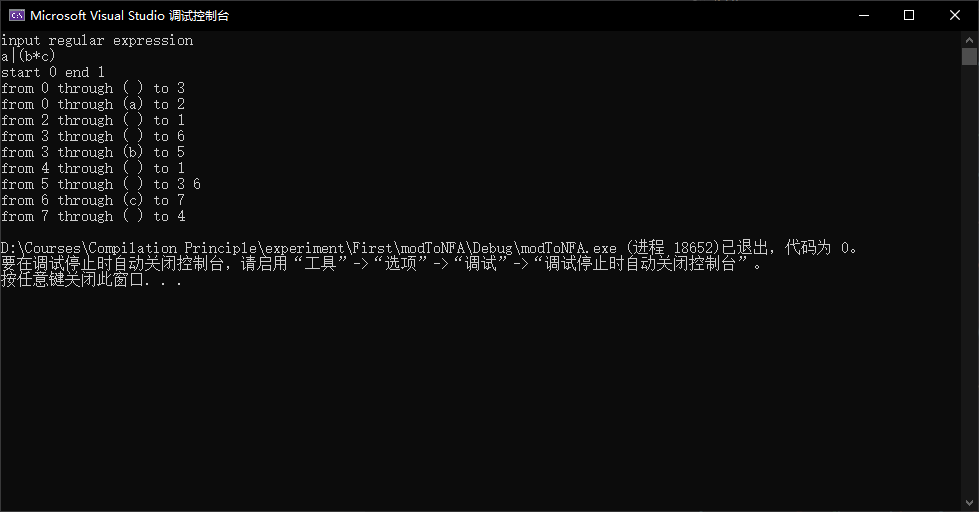 Microsoft Visual Studio 调试控制台
input regular expression
a|(b*c)
start 0 end 1
from 0 through ( ) to 3
from 0 through (a) to 2
from 2 through ( ) to 1
from 3 through ( ) to 6
from 3 through (b) to 5
from 4 through ( ) to 1
from 5 through ( ) to 3 6
from 6 through (c) to 7
from 7 through ( ) to 4
D:\Courses\Compilation Principle\experiment\First\modToNFA\Debug\modToNFA.exe (进程 18652)已退出，代码为 0。
要在调试停止时自动关闭控制台，请启用“工具”->“选项”->“调试”->“调试停止时自动关闭控制台”。
按任意键关闭此窗口. . .